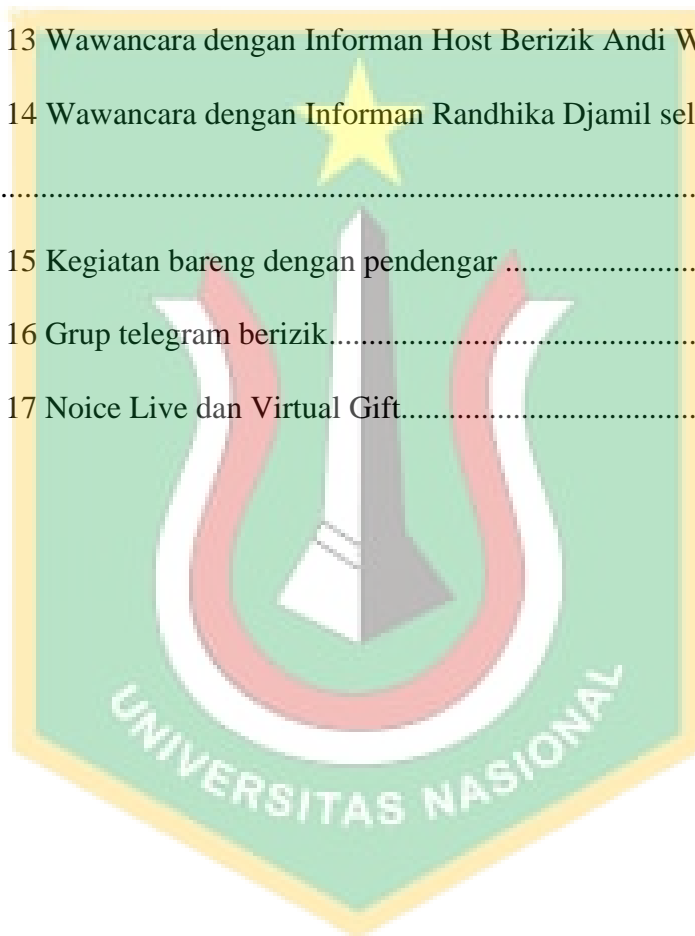 13 Wawancara dengan Informan Host Berizik Andi W
14 Wawancara dengan Informan Randhika Djamil sel
................................................................................
15 Kegiatan bareng dengan pendengar ......................
16 Grup telegram berizik..........................................
17 Noice Live dan Virtual Gift.................................
UNIVERSITAS NASIONAL